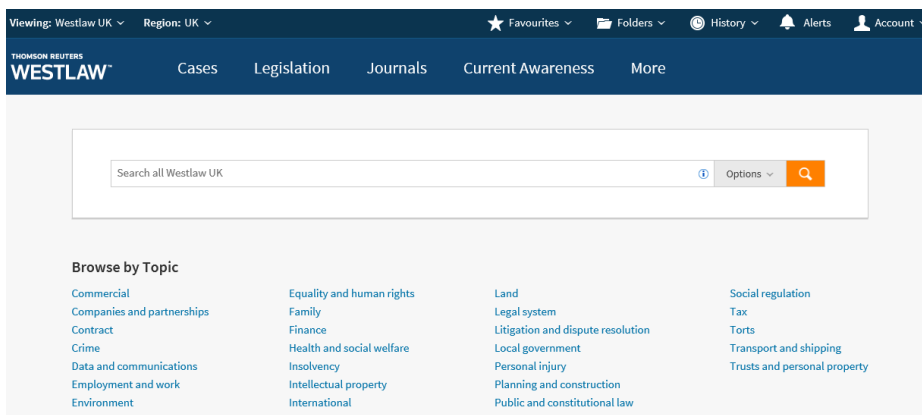 Viewing: Westlaw UK Region: UK Favourites Folders History Alerts Account
THOMSON REUTERS
WESTLAW™ Cases Legislation Journals Current Awareness More
Search all Westlaw UK Options
Browse by Topic
Commercial Equality and human rights Land Social regulation
Companies and partnerships Family Legal system Tax
Contract Finance Litigation and dispute resolution Torts
Crime Health and social welfare Local government Transport and shipping
Data and communications Insolvency Personal injury Trusts and personal property
Employment and work Intellectual property Planning and construction
Environment International Public and constitutional law